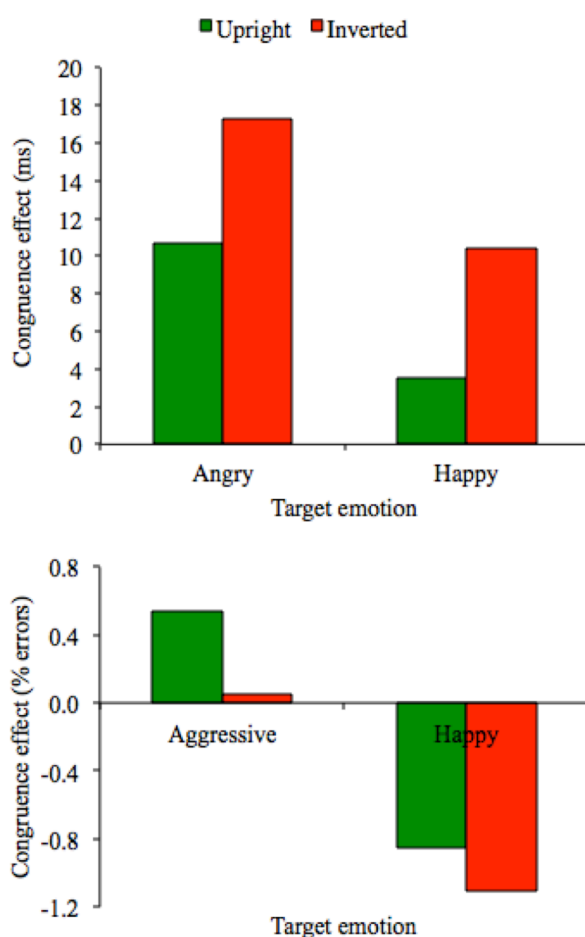 Upright Inverted
20
18
16
14
12
10
8
6
4
2
0
Congruence effect (ms)
Angry Happy
Target emotion
0.8
0.4
0.0
-0.4
-0.8
-1.2
Congruence effect (% errors)
Aggressive Happy
Target emotion